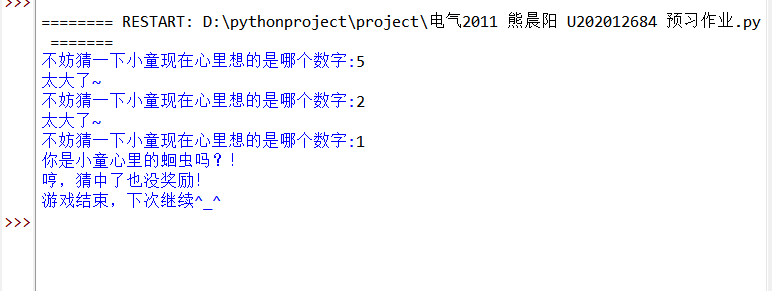 >>>
======== RESTART: D:\pythonproject\project\电气2011 熊晨阳 U202012684 预习作业.py
=======
不妨猜一下小童现在心里想的是哪个数字:5
太大了~
不妨猜一下小童现在心里想的是哪个数字:2
太大了~
不妨猜一下小童现在心里想的是哪个数字:1
你是小童心里的蛔虫吗？!
哼，猜中了也没奖励!
游戏结束，下次继续^_^
>>>